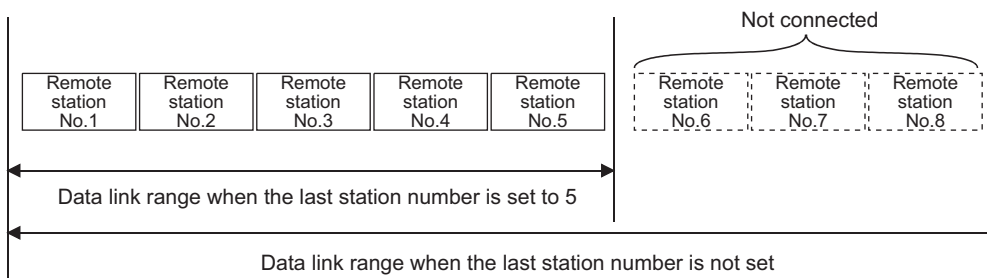 Not connected
Remote
station
No.1
Remote
station
No.2
Remote
station
No.3
Remote
station
No.4
Remote
station
No.5
Remote
station
No.6
Remote
station
No.7
Remote
station
No.8
Data link range when the last station number is set to 5
Data link range when the last station number is not set